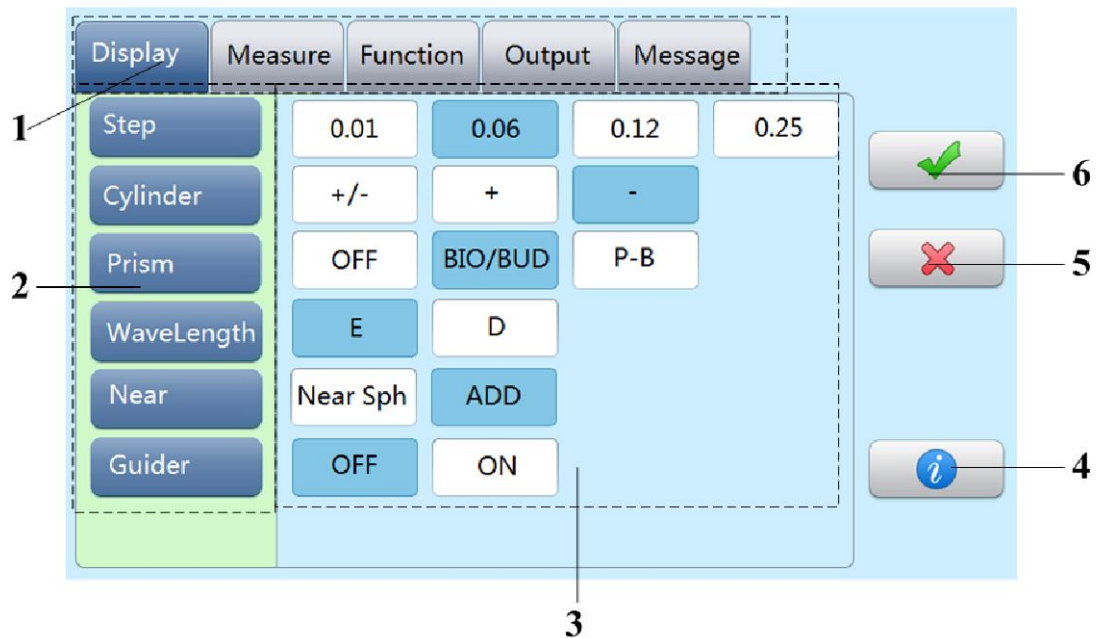 Display Measure Function Output Message
1
Step 0.01 0.06 0.12 0.25
6
Cylinder +/- + -
Prism OFF BIO/BUD P-B
5
2
WaveLength E D
Near Near Sph ADD
Guider OFF ON
i
4
3